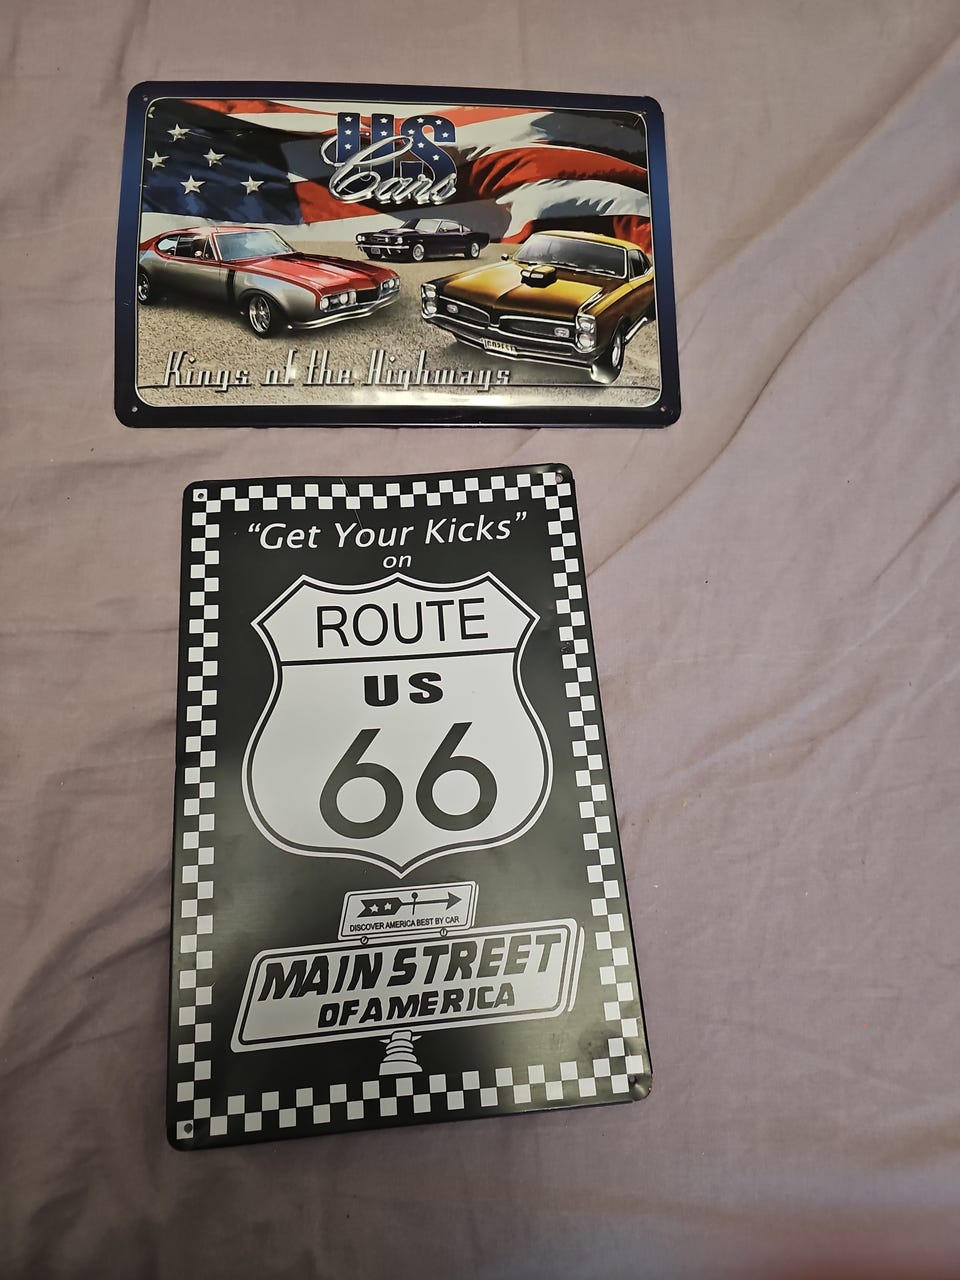 US
Cars
Kings of the Highways
"Get Your Kicks"
on
ROUTE
US
66
DISCOVER AMERICA BEST BY CAR
MAIN STREET
OF AMERICA